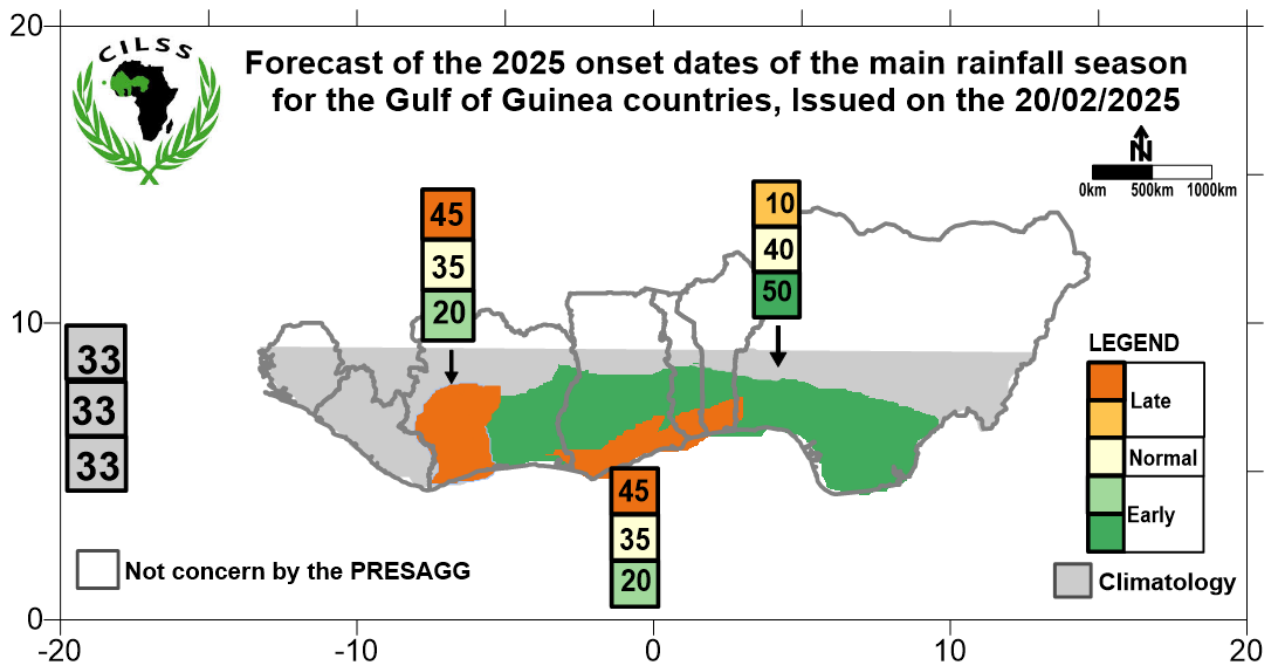 CILSS
Forecast of the 2025 onset dates of the main rainfall season
for the Gulf of Guinea countries, Issued on the 20/02/2025
N
0km 500km 1000km
20
10
0
-20
-10
0
10
20
45
35
20
10
40
50
33
33
33
45
35
20
LEGEND
Late
Normal
Early
Climatology
Not concern by the PRESAGG